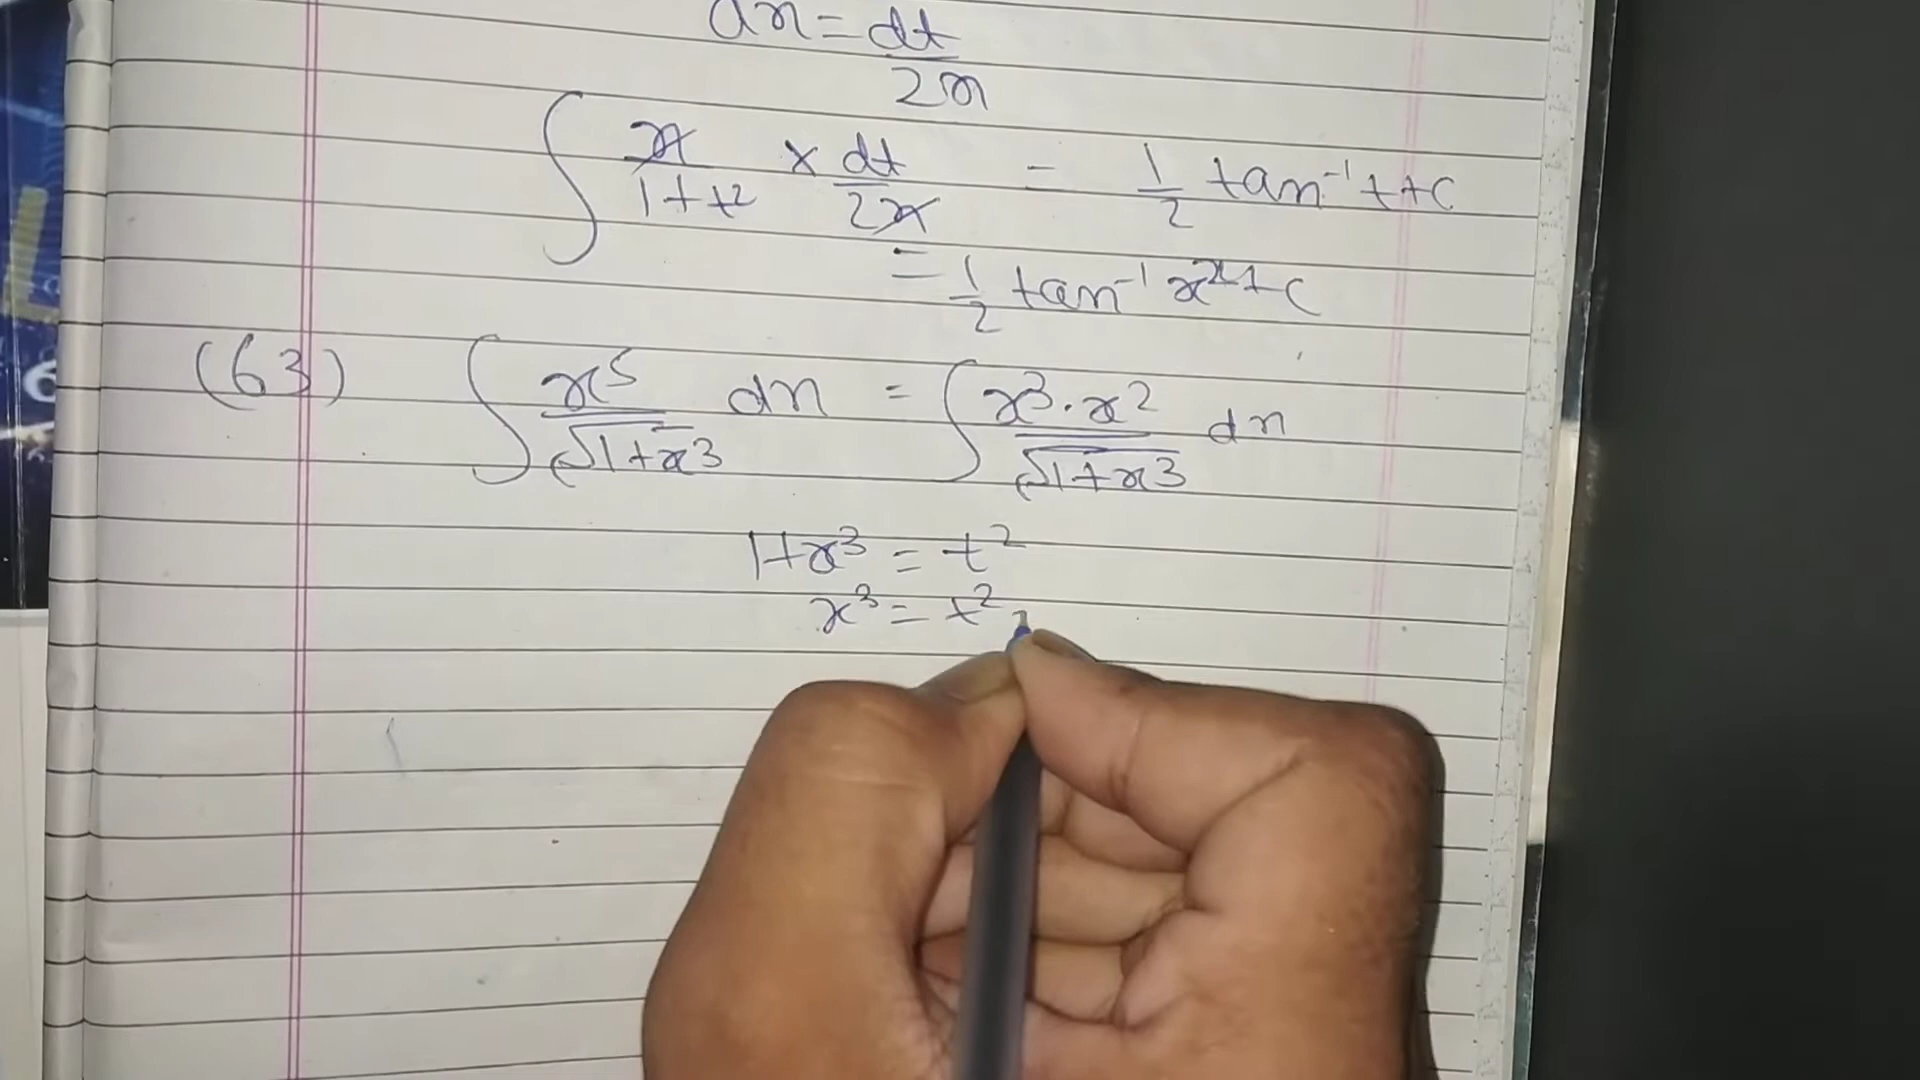 dx = dt/2x
∫ x/(1+t²) × dt/2x = 1/2 tan⁻¹ t + c
= 1/2 tan⁻¹ x² + c
(63) ∫ x⁵/√(1+x³) dx = ∫ x³·x²/√(1+x³) dx
1+x³ = t²
x³ = t²